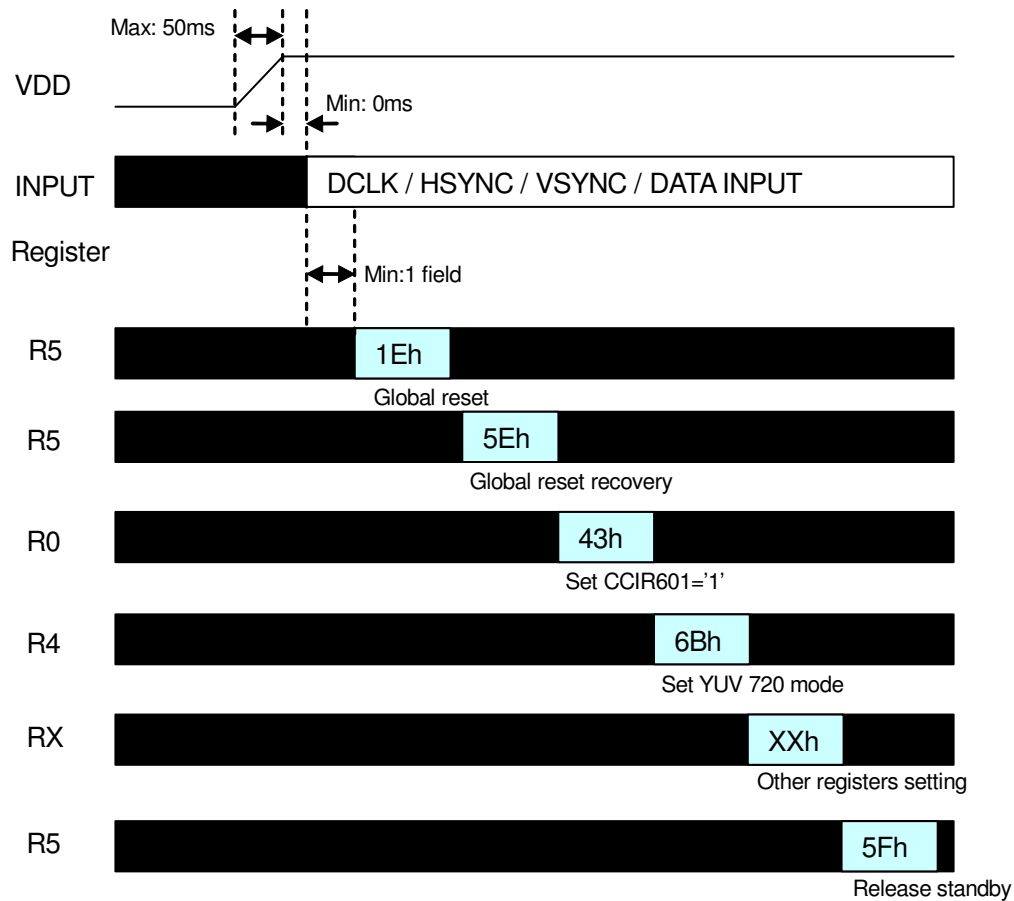 Max: 50ms
VDD
Min: 0ms
INPUT
DCLK / HSYNC / VSYNC / DATA INPUT
Register
Min:1 field
R5
1Eh
Global reset
R5
5Eh
Global reset recovery
R0
43h
Set CCIR601='1'
R4
6Bh
Set YUV 720 mode
RX
XXh
Other registers setting
R5
5Fh
Release standby